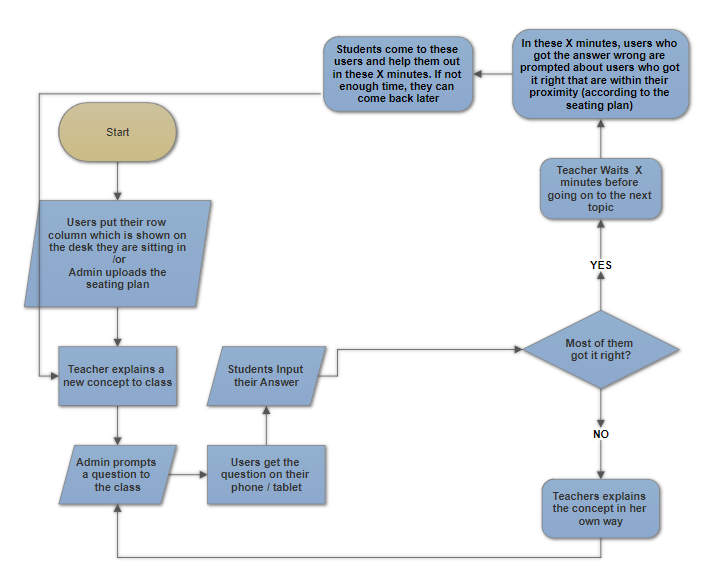 Start
Users put their row
column which is shown on
the desk they are sitting in
/or
Admin uploads the
seating plan
Teacher explains a
new concept to class
Admin prompts
a question to
the class
Users get the
question on their
phone / tablet
Students Input
their Answer
Most of them
got it right?
YES
Teacher Waits X
minutes before
going on to the next
topic
In these X minutes, users who
got the answer wrong are
prompted about users who got
it right that are within their
proximity (according to the
seating plan)
Students come to these
users and help them out
in these X minutes. If not
enough time, they can
come back later
NO
Teachers explains
the concept in her
own way